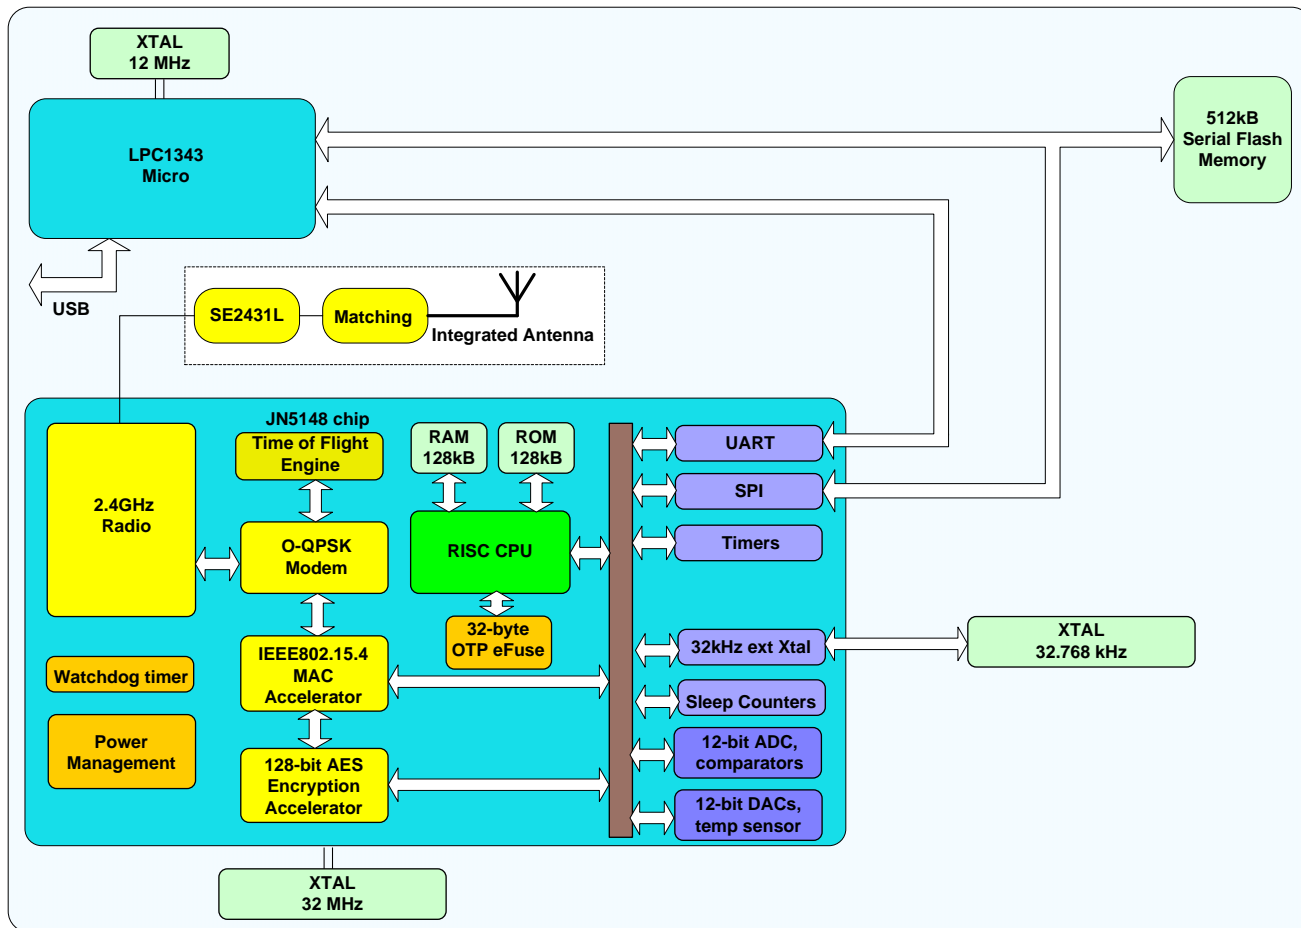 XTAL
12 MHz
LPC1343
Micro
512kB
Serial Flash
Memory
USB
SE2431L
Matching
Integrated Antenna
JN5148 chip
Time of Flight
Engine
RAM
128kB
ROM
128kB
UART
2.4GHz
Radio
SPI
O-QPSK
Modem
RISC CPU
Timers
32-byte
OTP eFuse
IEEE802.15.4
MAC
Accelerator
32kHz ext Xtal
XTAL
32.768 kHz
Watchdog timer
Sleep Counters
Power
Management
128-bit AES
Encryption
Accelerator
12-bit ADC,
comparators
12-bit DACs,
temp sensor
XTAL
32 MHz